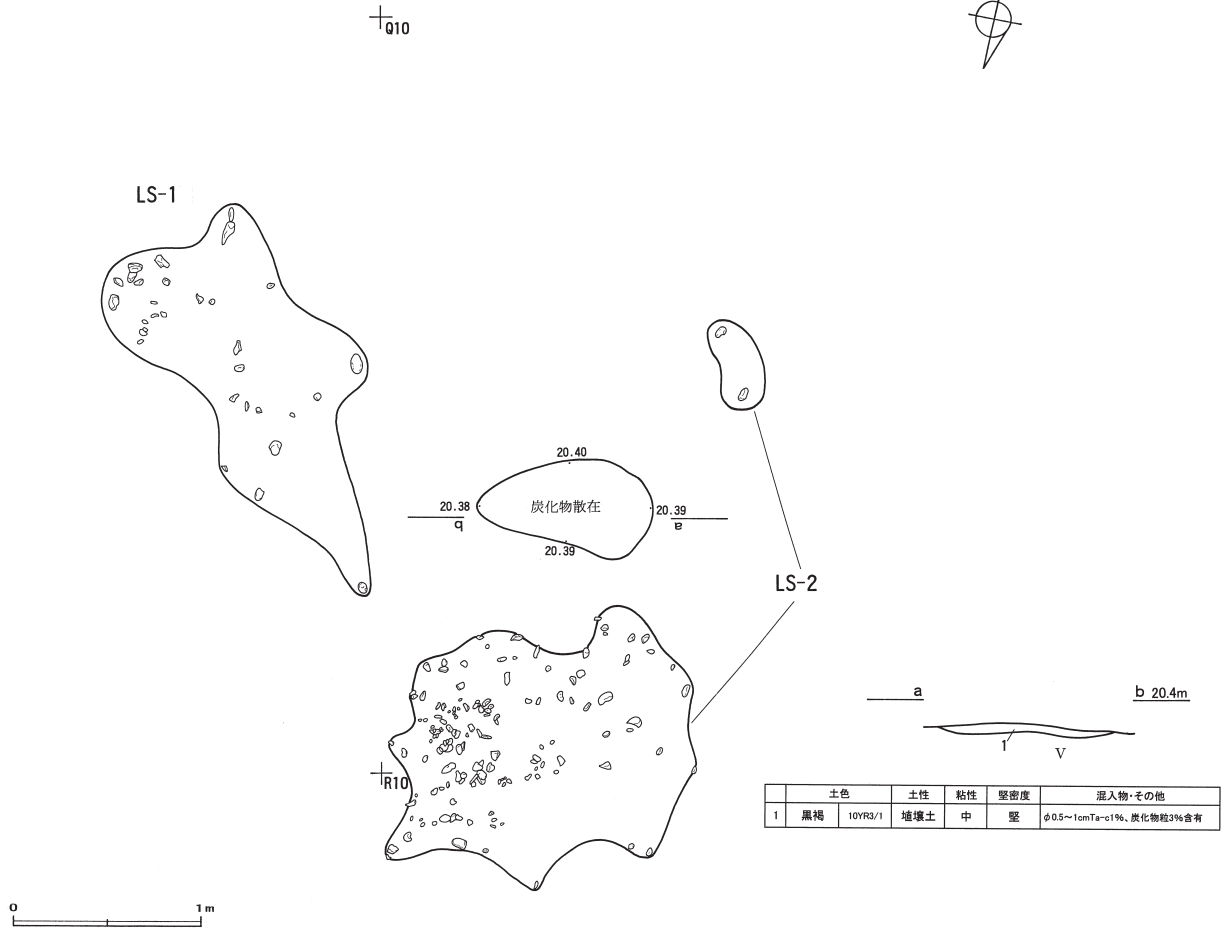 Q10
LS-1
20.40
20.38
炭化物散在
20.39
b
a
20.39
LS-2
a
b 20.4m
1
V
R10
土色 土性 粘性 堅密度 混入物・その他
1 黒褐 10YR3/1 埴壌土 中 堅 φ0.5～1cmTa-c1%、炭化物粒3%含有
0 1m